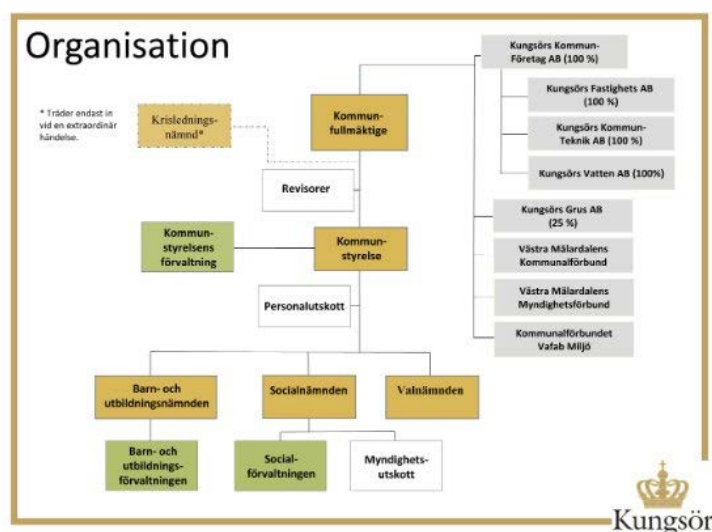 Organisation
* Träder endast in
vid en extraordinär
händelse.
Krislednings-
nämnd*
Kommun-
fullmäktige
Revisorer
Kommun-
styrelsens
förvaltning
Kommun-
styrelse
Personalutskott
Barn- och
utbildningsnämnden
Socialnämnden
Valnämnden
Barn- och
utbildnings-
förvaltningen
Social-
förvaltningen
Myndighets-
utskott
Kungsörs Kommun-
Företag AB (100 %)
Kungsörs Fastighets AB
(100 %)
Kungsörs Kommun-
Teknik AB (100 %)
Kungsörs Vatten AB (100%)
Kungsörs Grus AB
(25 %)
Västra Mälardalens
Kommunalförbund
Västra Mälardalens
Myndighetsförbund
Kommunalförbundet
Vafab Miljö
Kungsör